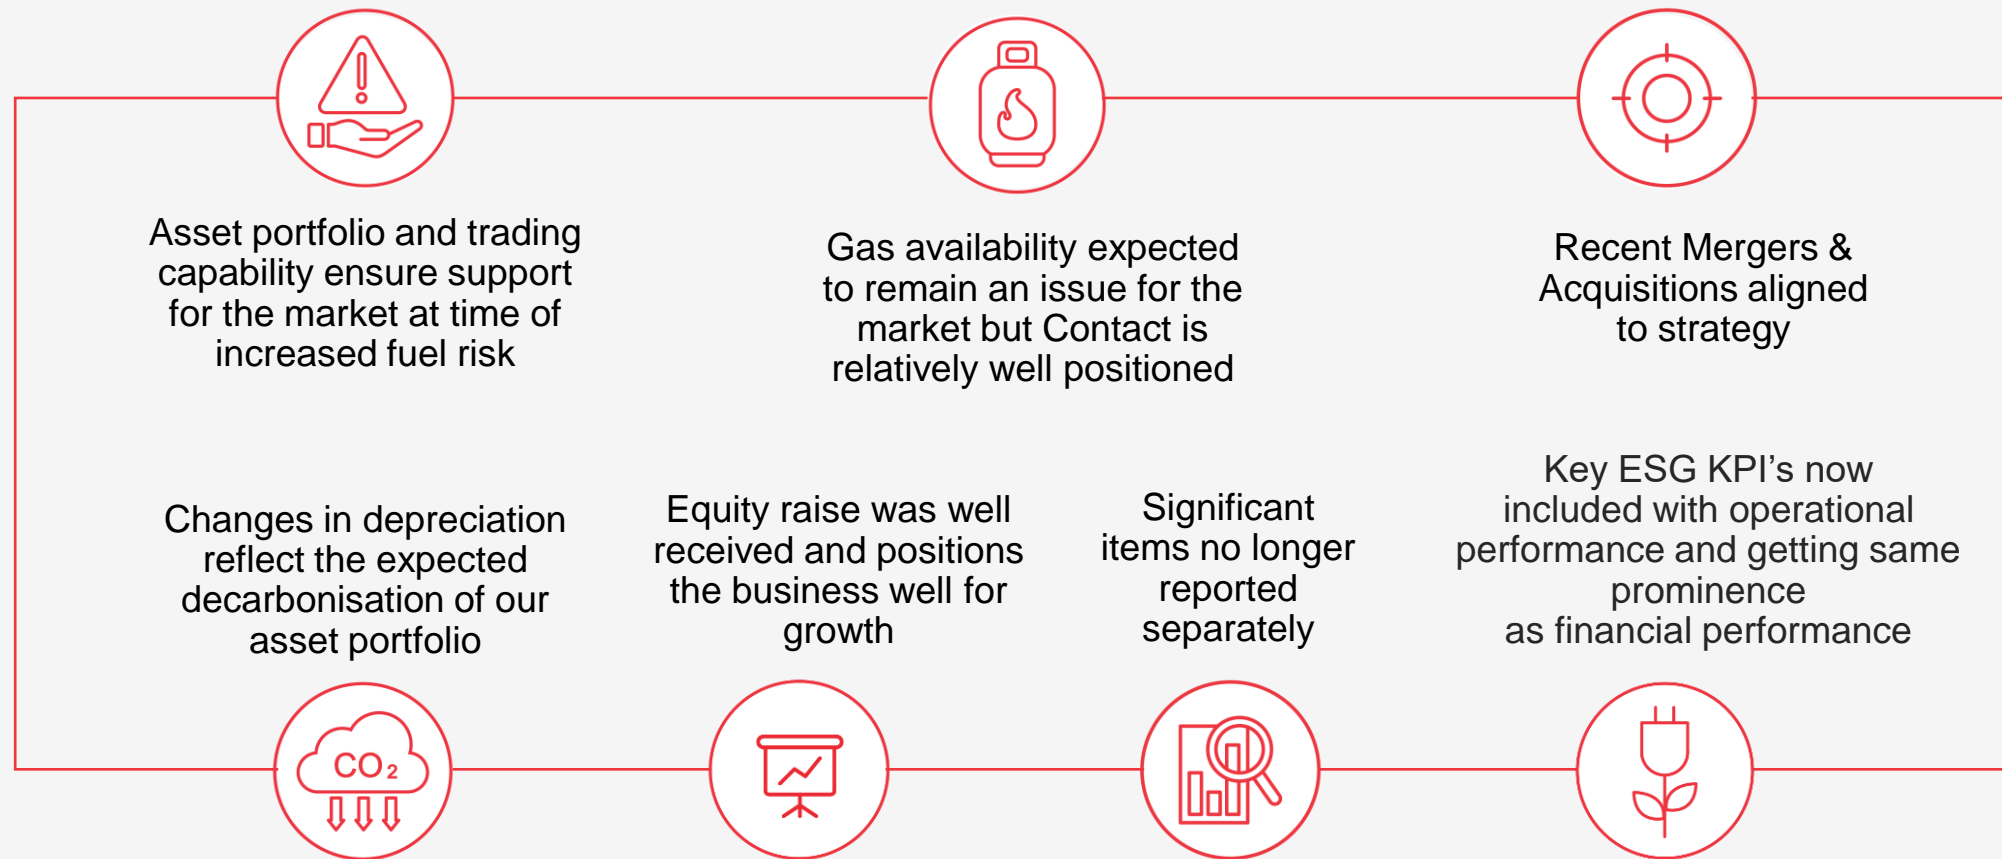 Asset portfolio and trading
capability ensure support
for the market at time of
increased fuel risk
Gas availability expected
to remain an issue for the
market but Contact is
relatively well positioned
Recent Mergers &
Acquisitions aligned
to strategy
Changes in depreciation
reflect the expected
decarbonisation of our
asset portfolio
Equity raise was well
received and positions
the business well for
growth
Significant
items no longer
reported
separately
Key ESG KPI’s now
included with operational
performance and getting same
prominence
as financial performance
CO₂